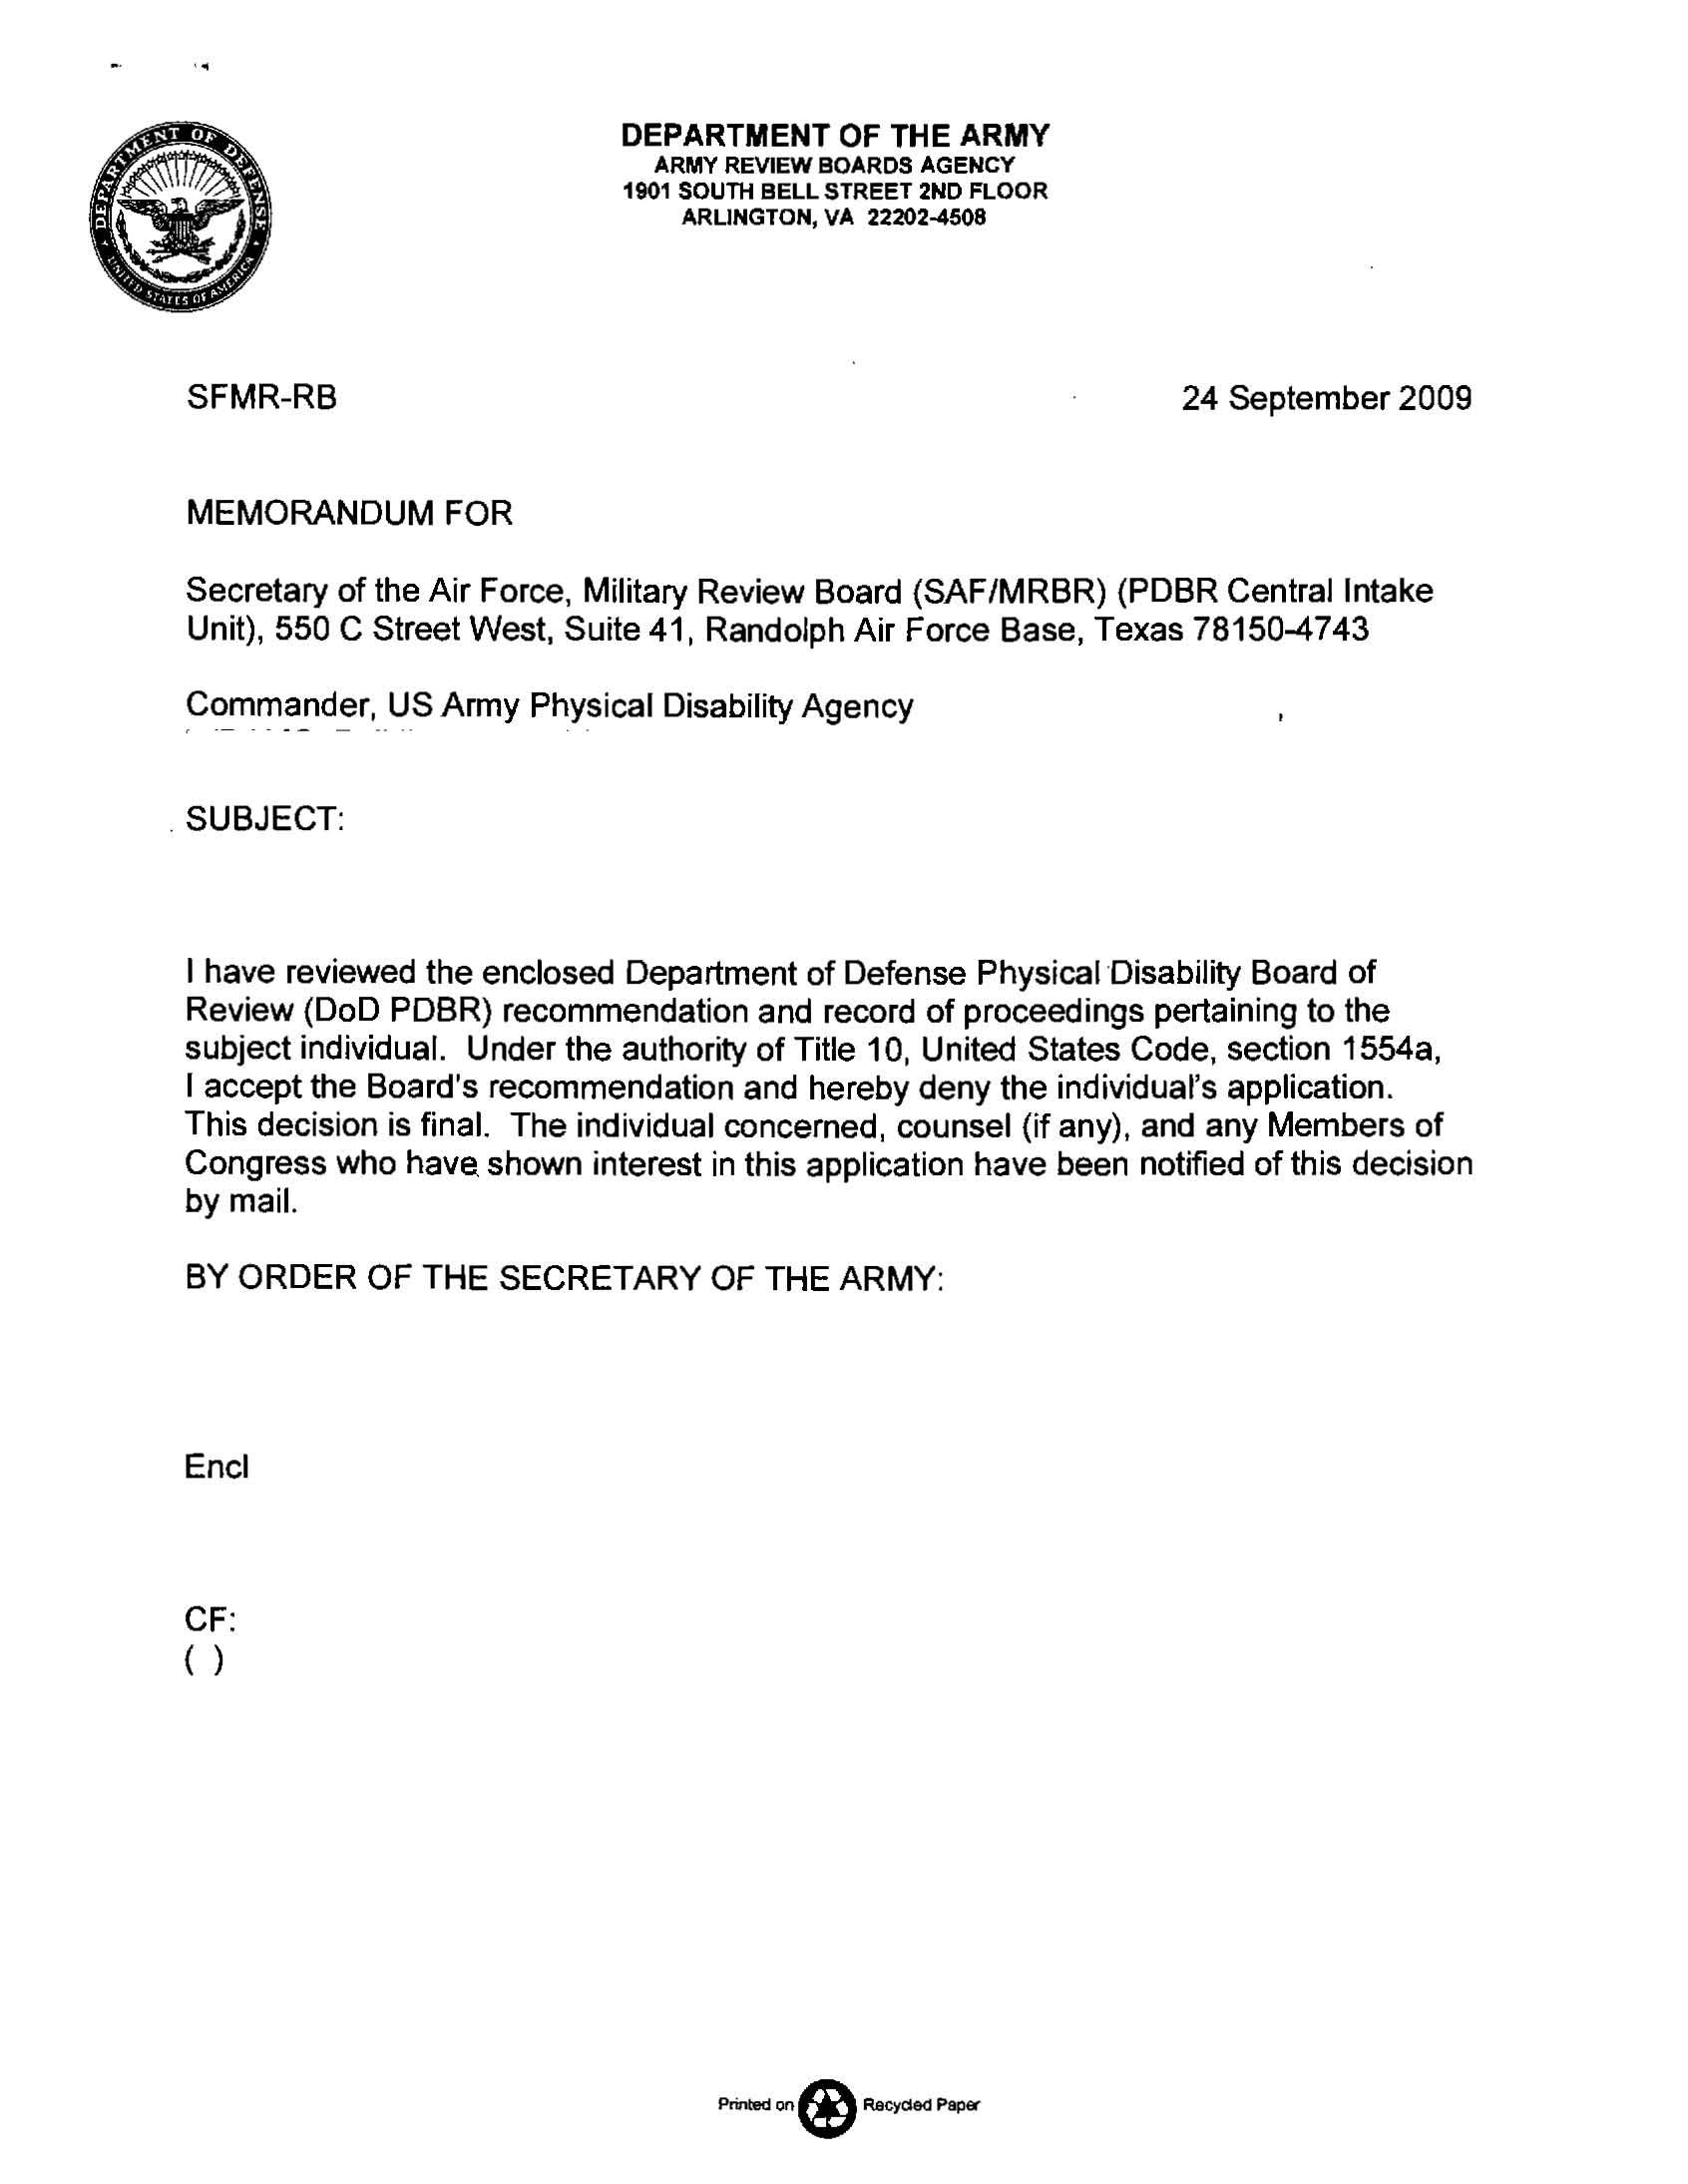 DEPARTMENT OF DEFENSE
UNITED STATES OF AMERICA
DEPARTMENT OF THE ARMY
ARMY REVIEW BOARDS AGENCY
1901 SOUTH BELL STREET 2ND FLOOR
ARLINGTON, VA 22202-4508
SFMR-RB 24 September 2009
MEMORANDUM FOR
Secretary of the Air Force, Military Review Board (SAF/MRBR) (PDBR Central Intake
Unit), 550 C Street West, Suite 41, Randolph Air Force Base, Texas 78150-4743
Commander, US Army Physical Disability Agency
SUBJECT:
I have reviewed the enclosed Department of Defense Physical Disability Board of
Review (DoD PDBR) recommendation and record of proceedings pertaining to the
subject individual. Under the authority of Title 10, United States Code, section 1554a,
I accept the Board's recommendation and hereby deny the individual's application.
This decision is final. The individual concerned, counsel (if any), and any Members of
Congress who have shown interest in this application have been notified of this decision
by mail.
BY ORDER OF THE SECRETARY OF THE ARMY:
Encl
CF:
( )
Printed on Recycled Paper